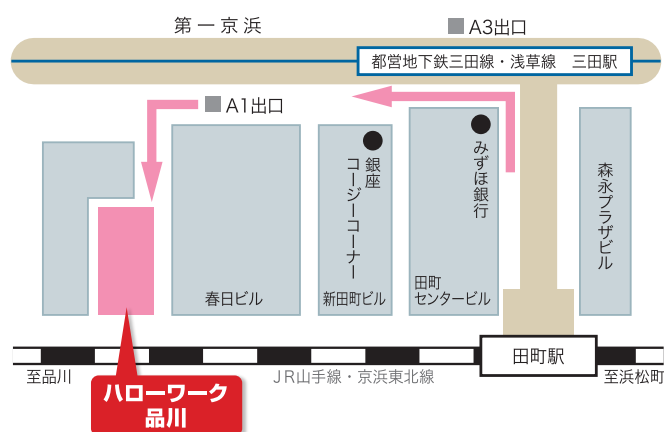 第一京浜
A3出口
都営地下鉄三田線・浅草線　三田駅
A1出口
銀座
コージーコーナー
みずほ銀行
森永プラザビル
春日ビル
新田町ビル
田町
センタービル
田町駅
至品川
JR山手線・京浜東北線
至浜松町
ハローワーク
品川